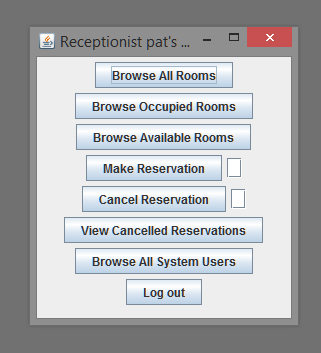 Receptionist pat's ...
Browse All Rooms
Browse Occupied Rooms
Browse Available Rooms
Make Reservation
Cancel Reservation
View Cancelled Reservations
Browse All System Users
Log out